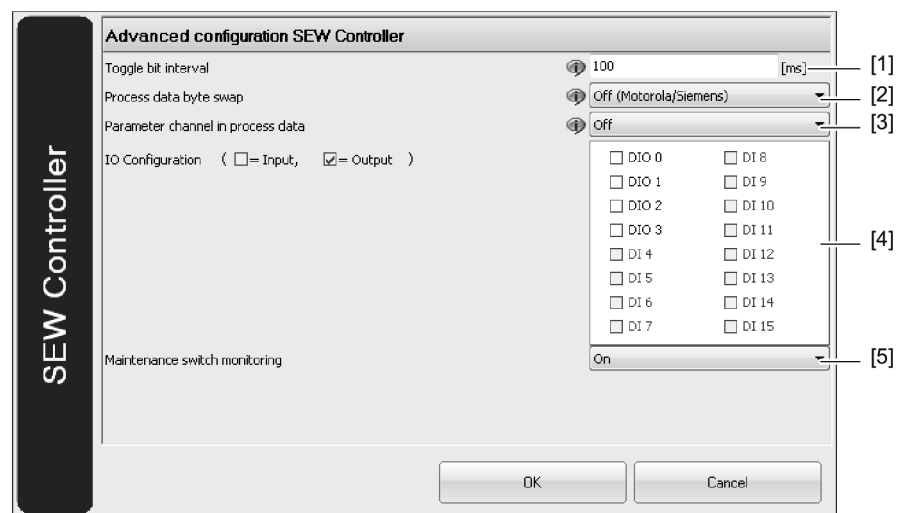 SEW Controller
Advanced configuration SEW Controller
Toggle bit interval 100 [ms] [1]
Process data byte swap Off (Motorola/Siemens) [2]
Parameter channel in process data Off [3]
IO Configuration ( = Input, = Output )
DIO 0 DI 8
DIO 1 DI 9
DIO 2 DI 10
DIO 3 DI 11
DI 4 DI 12 [4]
DI 5 DI 13
DI 6 DI 14
DI 7 DI 15
Maintenance switch monitoring On [5]
OK Cancel